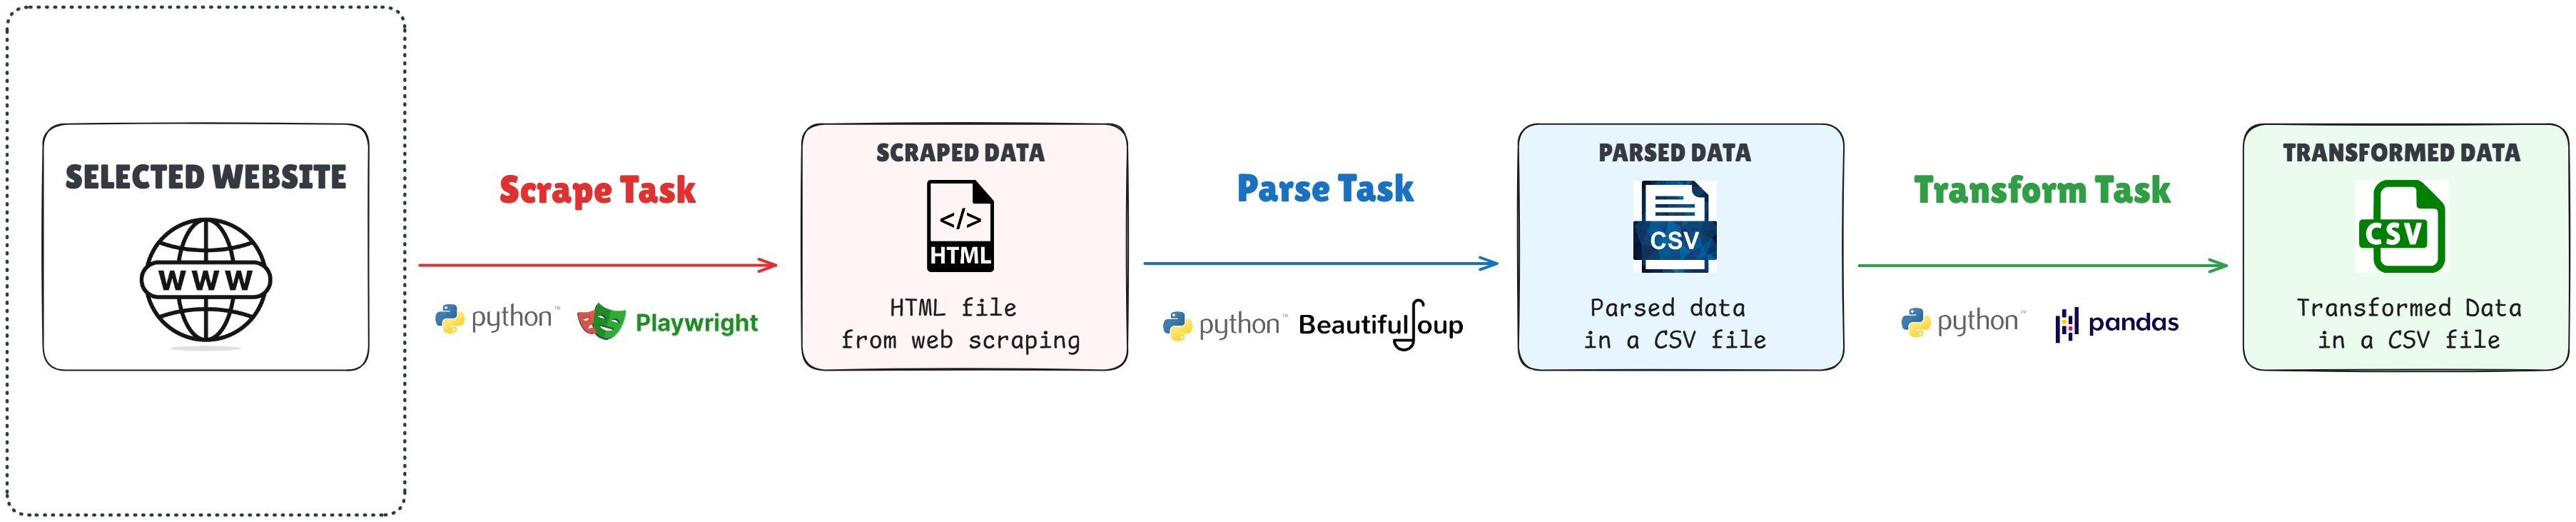 SELECTED WEBSITE
WWW
Scrape Task
python™
Playwright
SCRAPED DATA
</>
HTML
HTML file
from web scraping
Parse Task
python™
BeautifulSoup
PARSED DATA
CSV
Parsed data
in a CSV file
Transform Task
python™
pandas
TRANSFORMED DATA
CSV
Transformed Data
in a CSV file